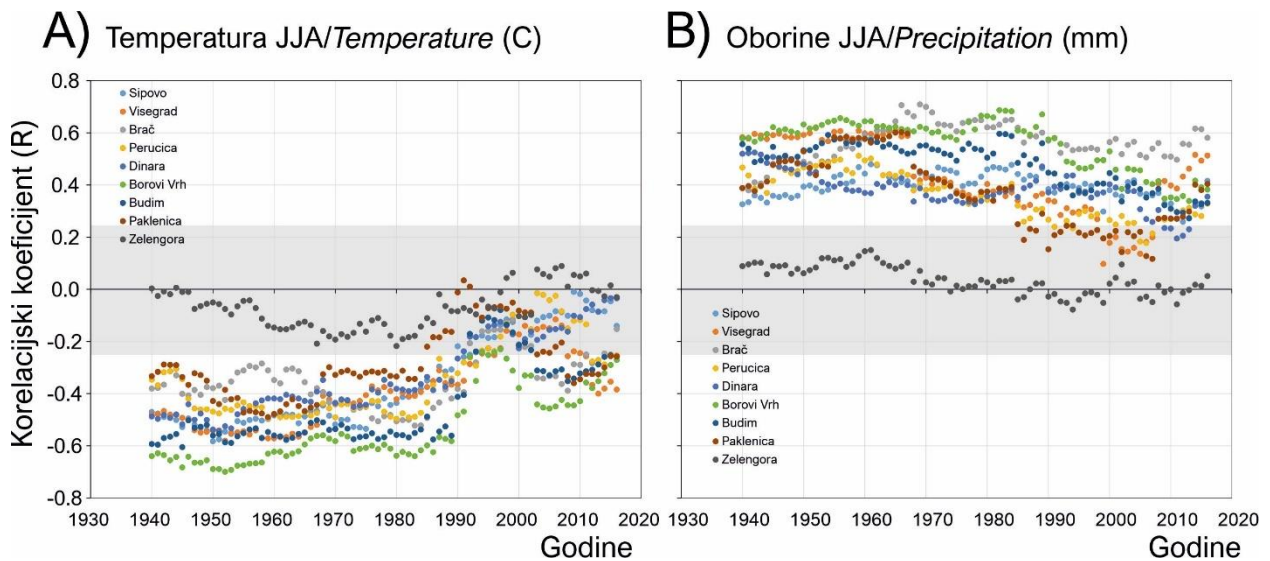 A) Temperatura JJA/Temperature (C)
B) Oborine JJA/Precipitation (mm)
Korelacijski koeficijent (R)
0.8
0.6
0.4
0.2
0.0
-0.2
-0.4
-0.6
-0.8
Sipovo
Visegrad
Brač
Perucica
Dinara
Borovi Vrh
Budim
Paklenica
Zelengora
1930 1940 1950 1960 1970 1980 1990 2000 2010 2020
Godine
Sipovo
Visegrad
Brač
Perucica
Dinara
Borovi Vrh
Budim
Paklenica
Zelengora
1930 1940 1950 1960 1970 1980 1990 2000 2010 2020
Godine